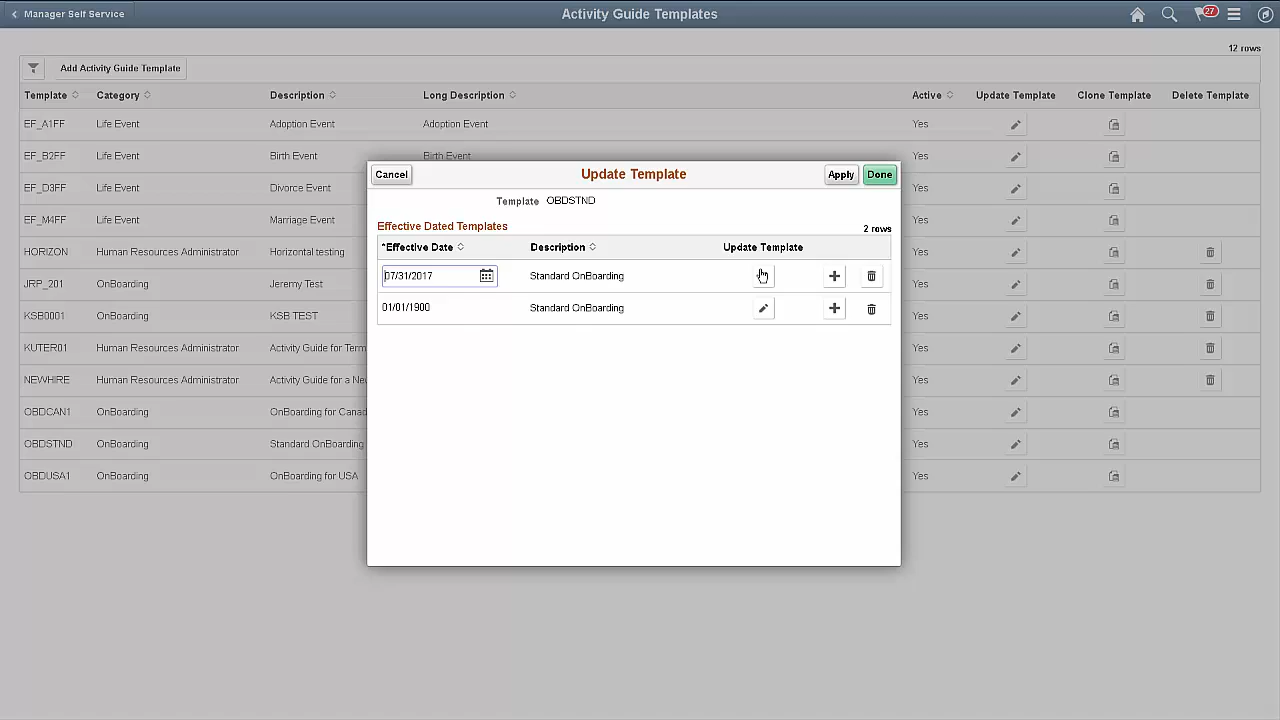 Manager Self Service Activity Guide Templates 27
12 rows
Add Activity Guide Template
Template Category Description Long Description Active Update Template Clone Template Delete Template
EF_A1FF Life Event Adoption Event Adoption Event Yes
EF_B2FF Life Event Birth Event Birth Event Yes
EF_D3FF Life Event Divorce Event Yes
EF_M4FF Life Event Marriage Event Yes
HORIZON Human Resources Administrator Horizontal testing Yes
JRP_201 OnBoarding Jeremy Test Yes
KSB0001 OnBoarding KSB TEST Yes
KUTER01 Human Resources Administrator Activity Guide for Term Yes
NEWHIRE Human Resources Administrator Activity Guide for a Ne Yes
OBDCAN1 OnBoarding OnBoarding for Canad Yes
OBDSTND OnBoarding Standard OnBoarding Yes
OBDUSA1 OnBoarding OnBoarding for USA Yes
Cancel Update Template Apply Done
Template OBDSTND
Effective Dated Templates 2 rows
*Effective Date Description Update Template
07/31/2017 Standard OnBoarding
01/01/1900 Standard OnBoarding